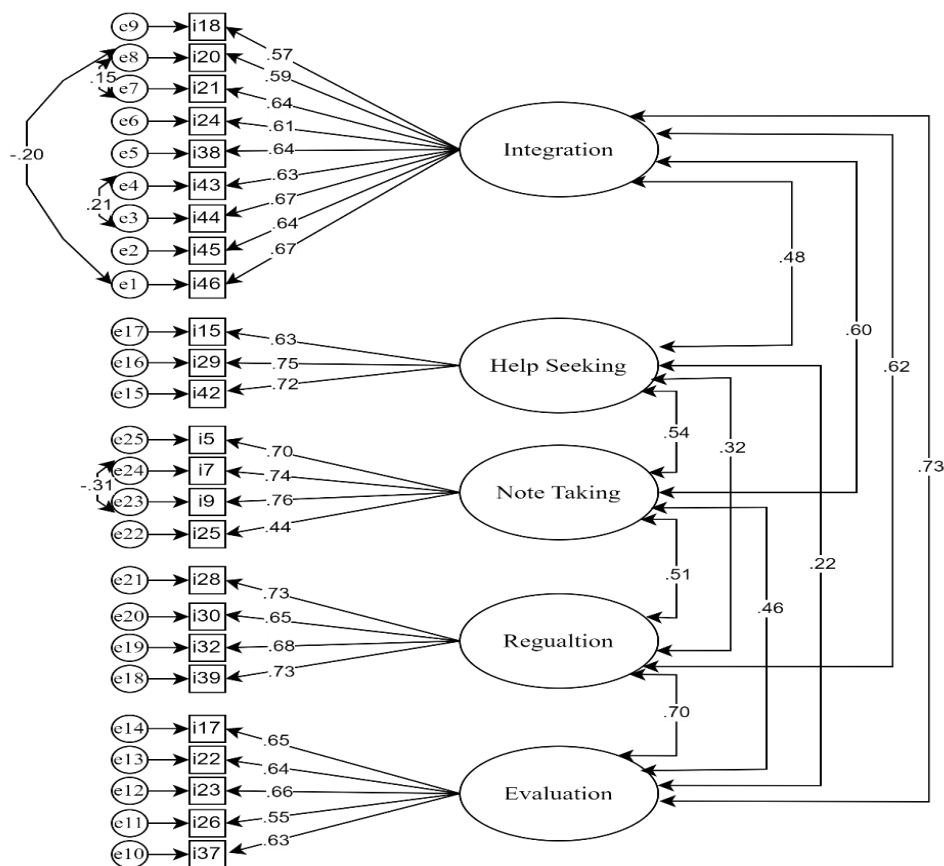 e9 i18 .57
e8 i20 .59
.15
e7 i21 .64
e6 i24 .61
-.20
e5 i38 .64
Integration
e4 i43 .63
.21
e3 i44 .67
e2 i45 .64
e1 i46 .67
.48
.60
.62
.73
e17 i15 .63
e16 i29 .75
Help Seeking
e15 i42 .72
.54
.32
e25 i5 .70
e24 i7 .74
-.31
Note Taking
e23 i9 .76
e22 i25 .44
.51
.22
.46
e21 i28 .73
e20 i30 .65
Regualtion
e19 i32 .68
e18 i39 .73
.70
e14 i17 .65
e13 i22 .64
e12 i23 .66
Evaluation
e11 i26 .55
e10 i37 .63